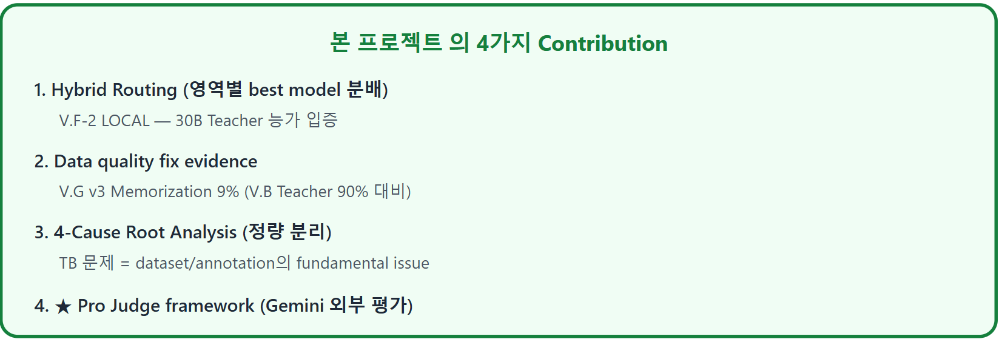 본 프로젝트 의 4가지 Contribution
1. Hybrid Routing (영역별 best model 분배)
V.F-2 LOCAL — 30B Teacher 능가 입증
2. Data quality fix evidence
V.G v3 Memorization 9% (V.B Teacher 90% 대비)
3. 4-Cause Root Analysis (정량 분리)
TB 문제 = dataset/annotation의 fundamental issue
4. ★ Pro Judge framework (Gemini 외부 평가)